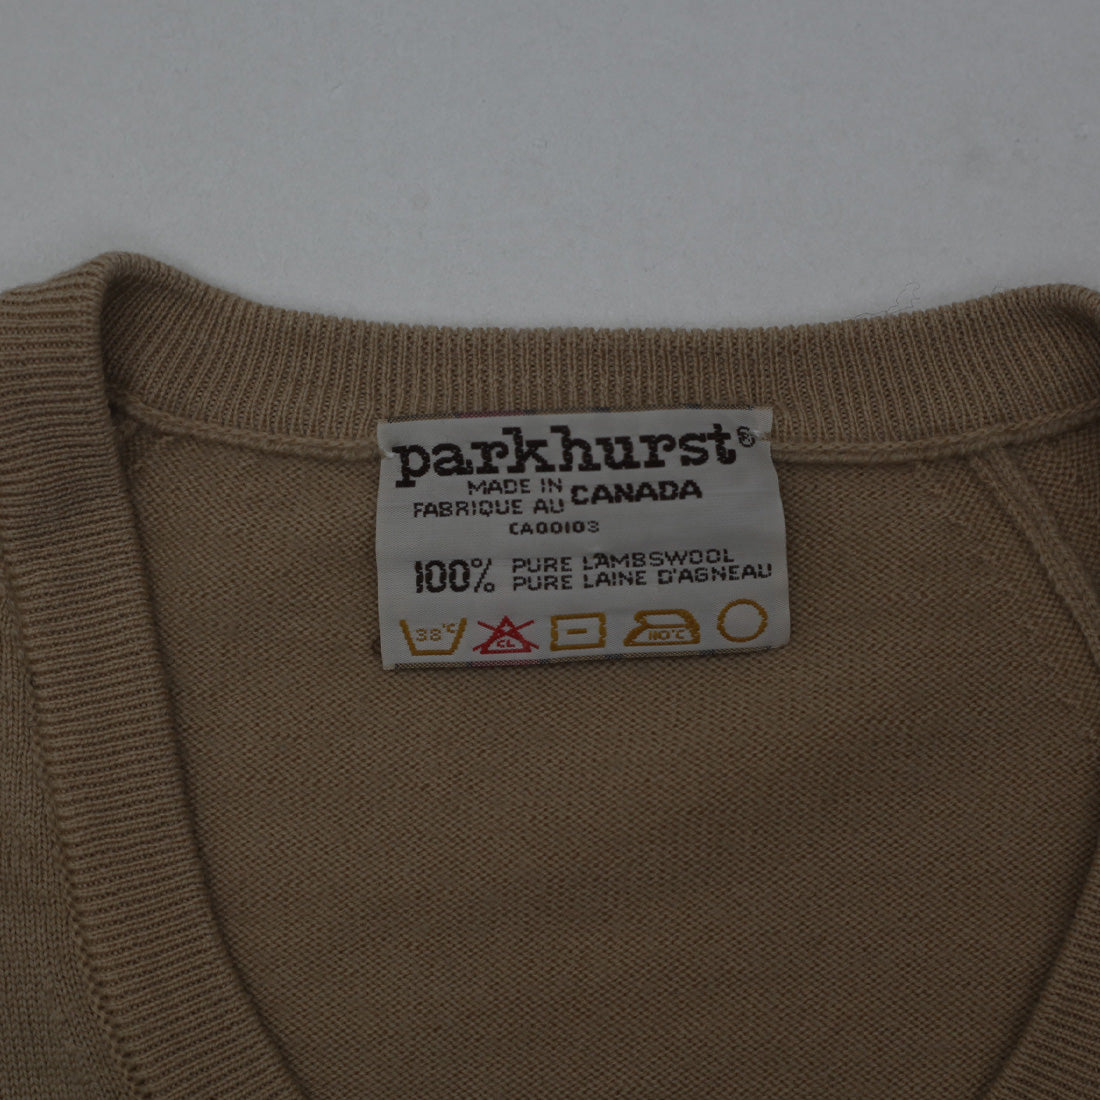 parkhurst®
MADE IN
FABRIQUE AU CANADA
CA00103
100% PURE LAMBSWOOL
PURE LAINE D'AGNEAU
38°C CL 110°C